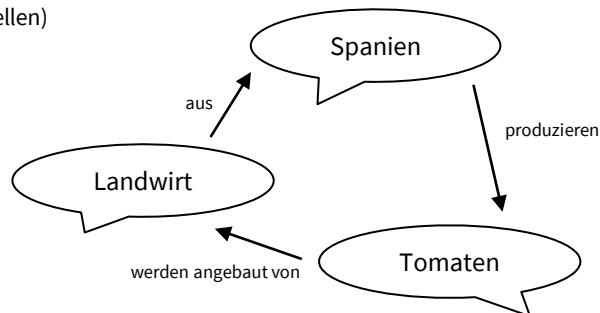 ellen)
Spanien
aus
produzieren
Landwirt
Tomaten
werden angebaut von